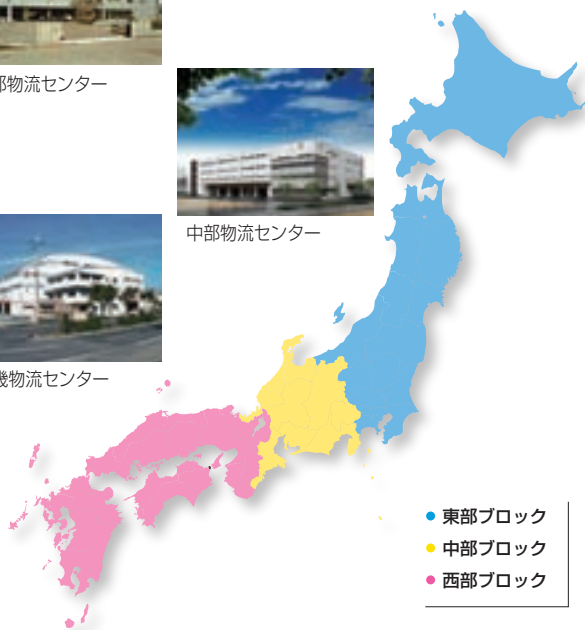 部物流センター
中部物流センター
畿物流センター
東部ブロック
中部ブロック
西部ブロック